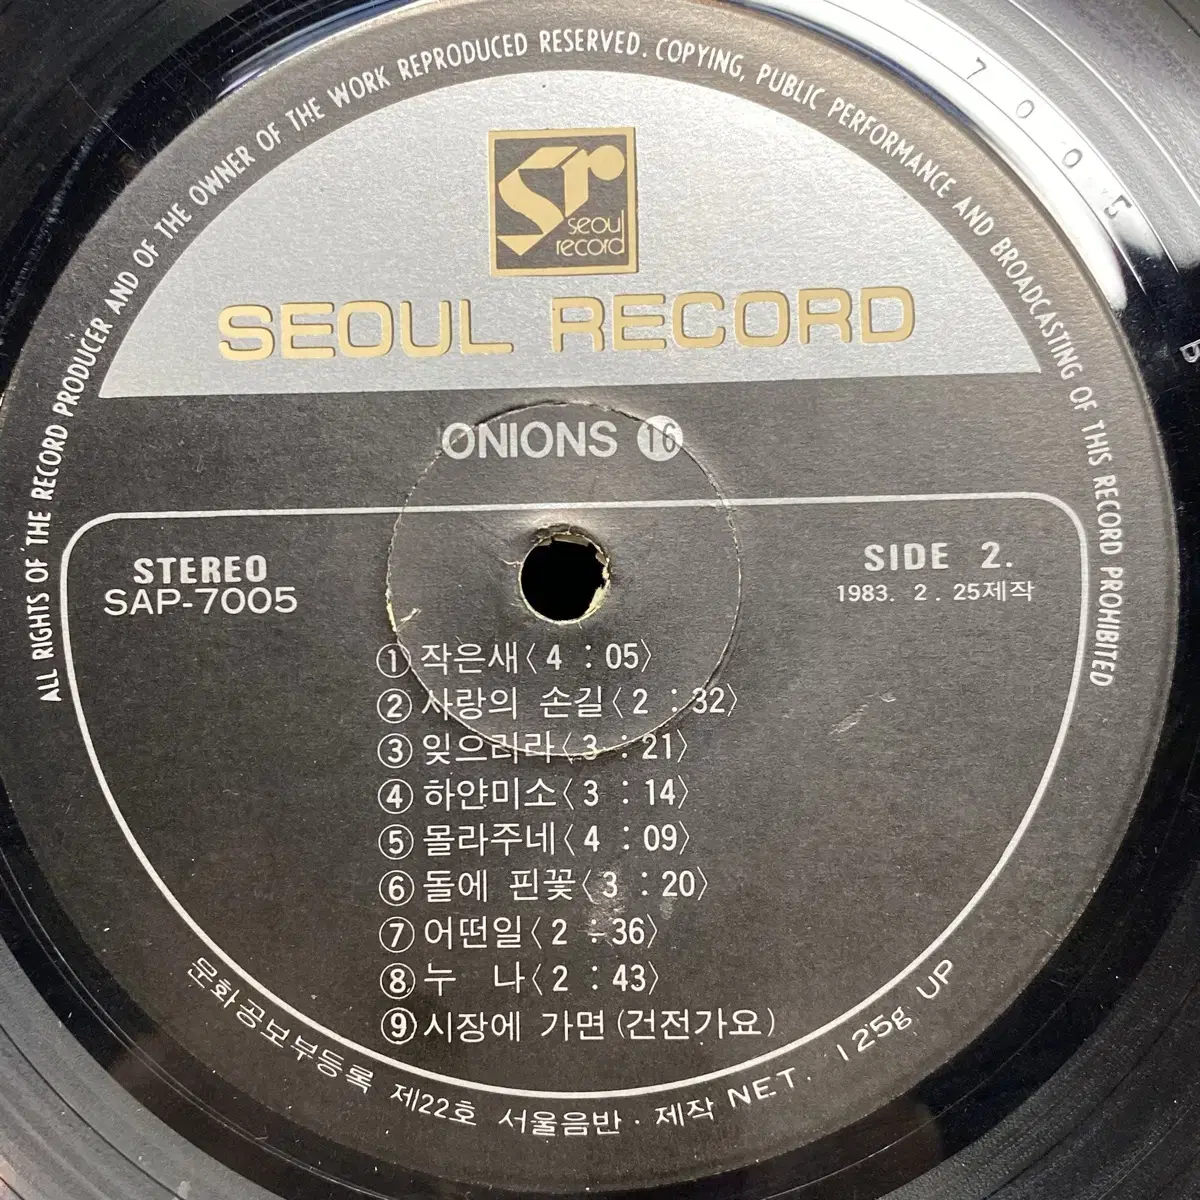 ALL RIGHTS OF THE RECORD PRODUCER AND OF THE OWNER OF THE WORK REPRODUCED RESERVED. COPYING, PUBLIC PERFORMANCE AND BROADCASTING OF THIS RECORD PROHIBITED
7005
B
Sr
seoul
record
SEOUL RECORD
ONIONS 16
STEREO
SAP-7005
SIDE 2.
1983. 2. 25제작
① 작은새〈4 : 05〉
② 사랑의 손길〈2 : 32〉
③ 잊으리라〈3 : 21〉
④ 하얀미소〈3 : 14〉
⑤ 몰라주네〈4 : 09〉
⑥ 돌에 핀꽃〈3 : 20〉
⑦ 어떤일〈2 : 36〉
⑧ 누 나〈2 : 43〉
⑨ 시장에 가면 (건전가요)
문화공보부등록 제22호 서울음반·제작 NET. 125g UP